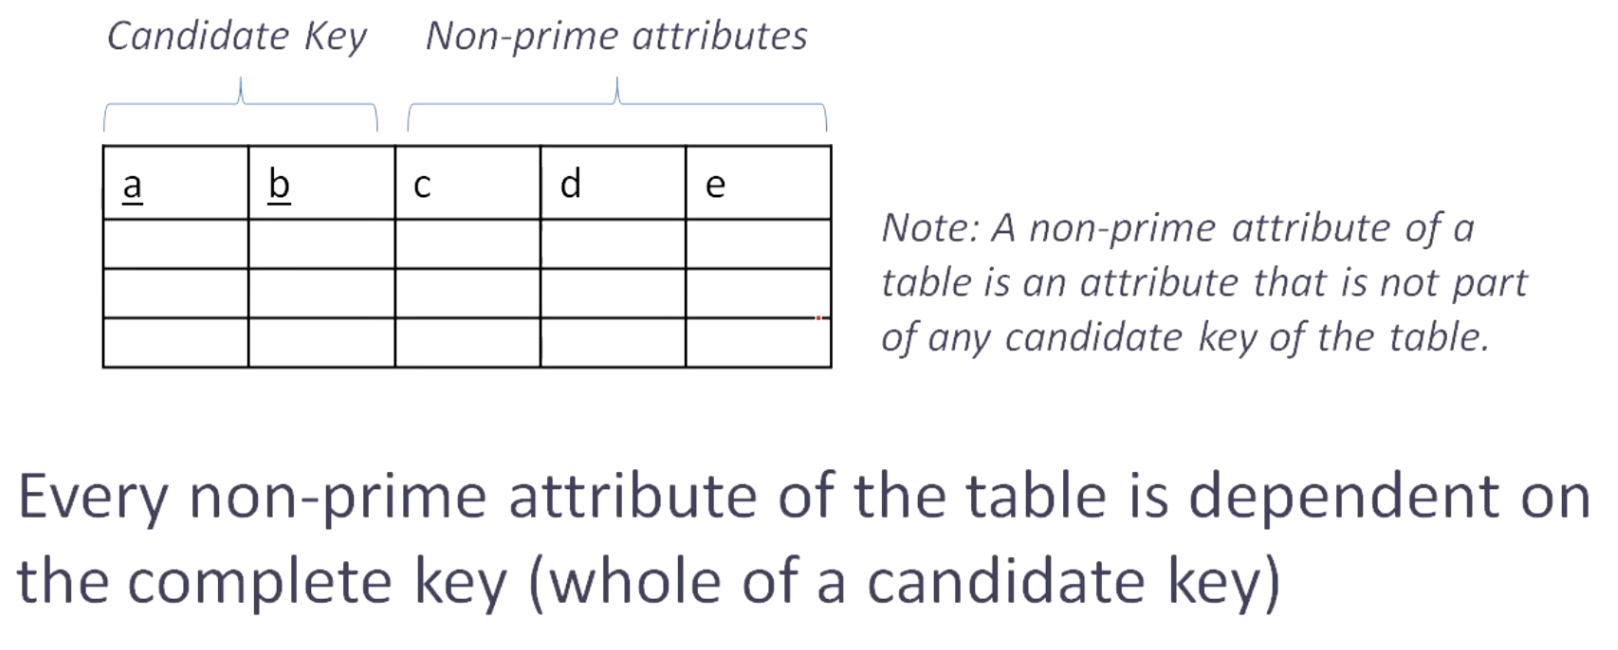 Candidate Key Non-prime attributes
a b c d e
Note: A non-prime attribute of a
table is an attribute that is not part
of any candidate key of the table.
Every non-prime attribute of the table is dependent on
the complete key (whole of a candidate key)